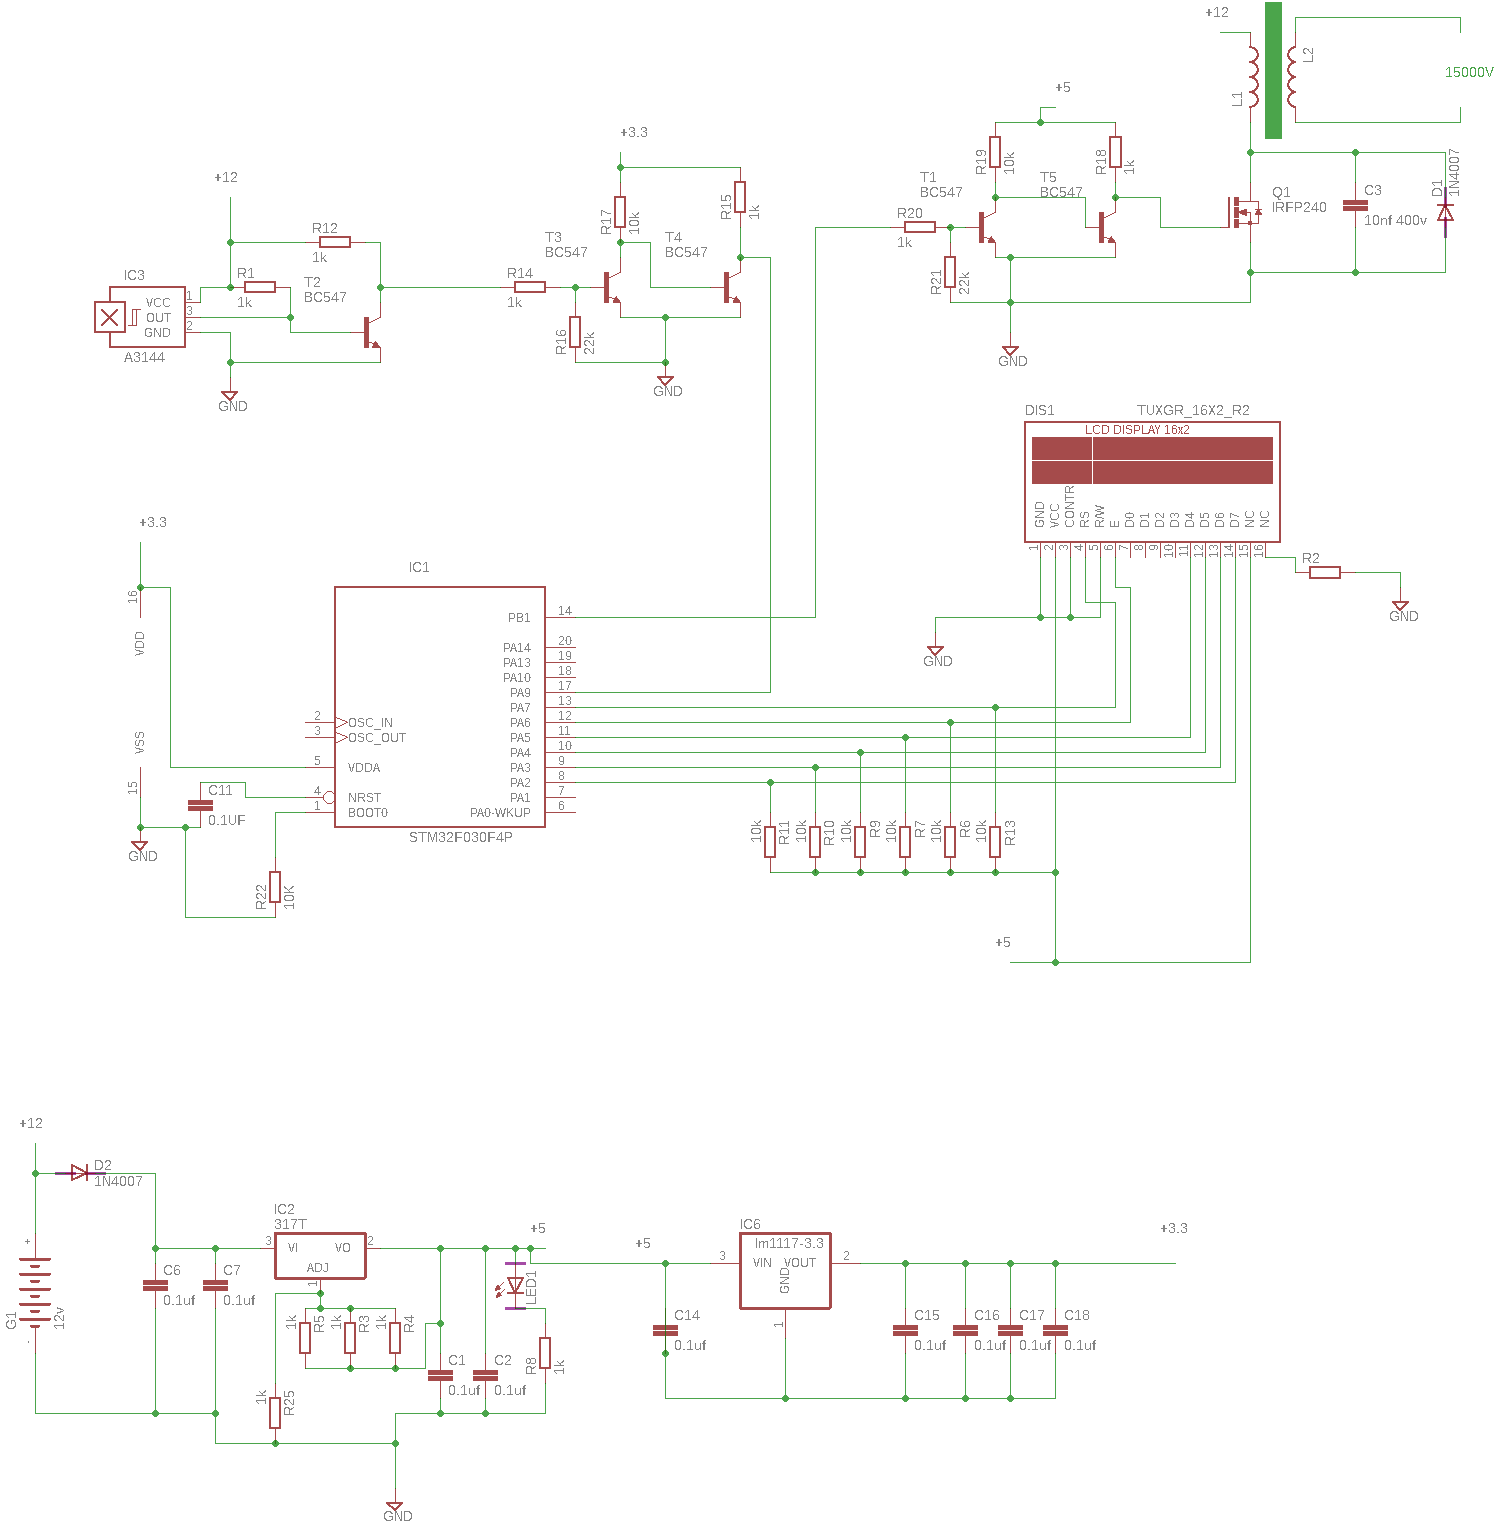 +12
L1
L2
15000V
+5
R19
10k
R18
1k
T1
BC547
T5
BC547
R20
1k
R21
22k
GND
Q1
IRFP240
C3
10nf 400v
D1
1N4007
+3.3
R17
10k
R15
1k
T3
BC547
T4
BC547
R14
1k
R16
22k
GND
+12
R12
1k
R1
1k
T2
BC547
IC3
VCC
OUT
GND
1
3
2
A3144
GND
DIS1
TUXGR_16X2_R2
LCD DISPLAY 16x2
GND
VCC
CONTR
RS
R/W
E
D0
D1
D2
D3
D4
D5
D6
D7
NC
NC
1
2
3
4
5
6
7
8
9
10
11
12
13
14
15
16
R2
GND
GND
+3.3
16
VDD
VSS
15
GND
C11
0.1UF
R22
10K
IC1
2
OSC_IN
3
OSC_OUT
5
VDDA
4
NRST
1
BOOT0
PB1
14
PA14
20
PA13
19
PA10
18
PA9
17
PA7
13
PA6
12
PA5
11
PA4
10
PA3
9
PA2
8
PA1
7
PA0-WKUP
6
STM32F030F4P
10k
R11
10k
R10
10k
R9
10k
R7
10k
R6
10k
R13
+5
+12
D2
1N4007
+
-
G1
12v
C6
0.1uf
C7
0.1uf
IC2
317T
3
VI
VO
2
ADJ
1
1k
R5
1k
R3
1k
R4
1k
R25
C1
0.1uf
C2
0.1uf
+5
LED1
R8
1k
GND
+5
C14
0.1uf
IC6
lm1117-3.3
3
VIN
VOUT
2
GND
1
C15
0.1uf
C16
0.1uf
C17
0.1uf
C18
0.1uf
+3.3